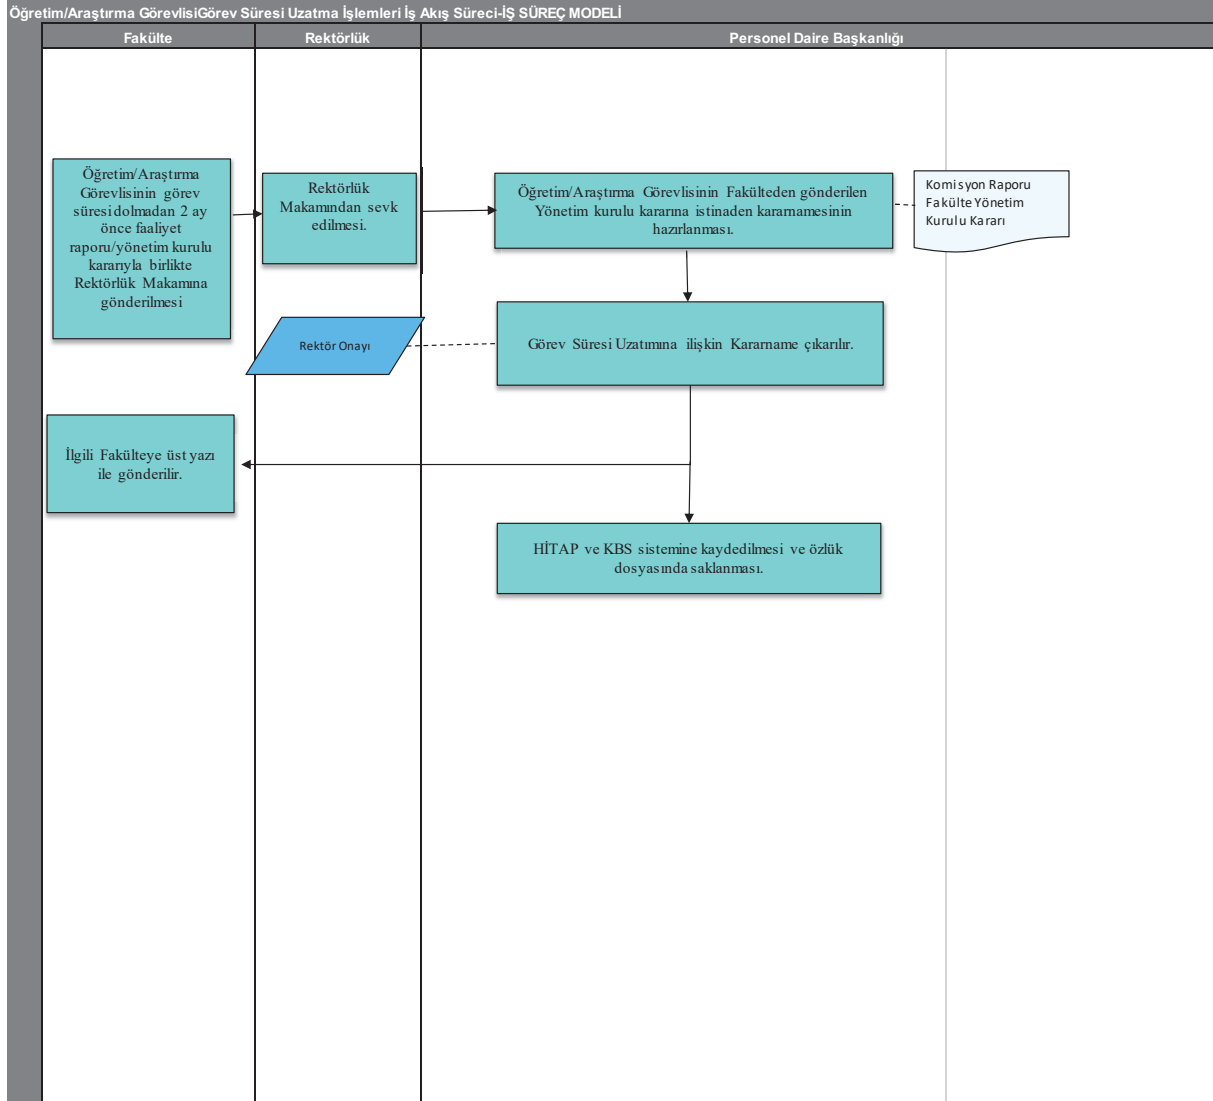 Öğretim/Araştırma GörevlisiGörev Süresi Uzatma İşlemleri İş Akış Süreci-İŞ SÜREÇ MODELİ
Fakülte
Rektörlük
Personel Daire Başkanlığı
Öğretim/Araştırma
Görevlisinin görev
süresi dolmadan 2 ay
önce faaliyet
raporu/yönetim kurulu
kararıyla birlikte
Rektörlük Makamına
gönderilmesi
Rektörlük
Makamından sevk
edilmesi.
Öğretim/Araştırma Görevlisinin Fakülteden gönderilen
Yönetim kurulu kararına istinaden kararnamesinin
hazırlanması.
Komisyon Raporu
Fakülte Yönetim
Kurulu Kararı
Rektör Onayı
Görev Süresi Uzatımına ilişkin Kararname çıkarılır.
İlgili Fakülteye üst yazı
ile gönderilir.
HİTAP ve KBS sistemine kaydedilmesi ve özlük
dosyasında saklanması.